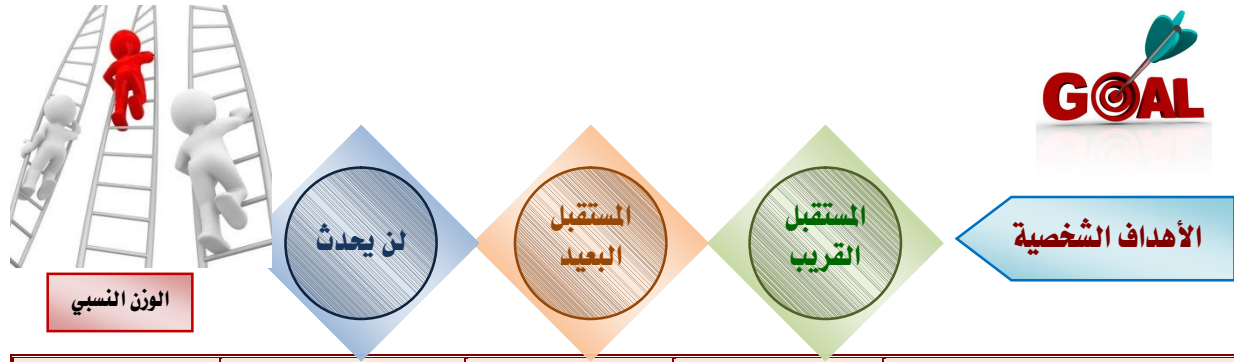 GOAL
الأهداف الشخصية
المستقبل
القريب
المستقبل
البعيد
لن يحدث
الوزن النسبي